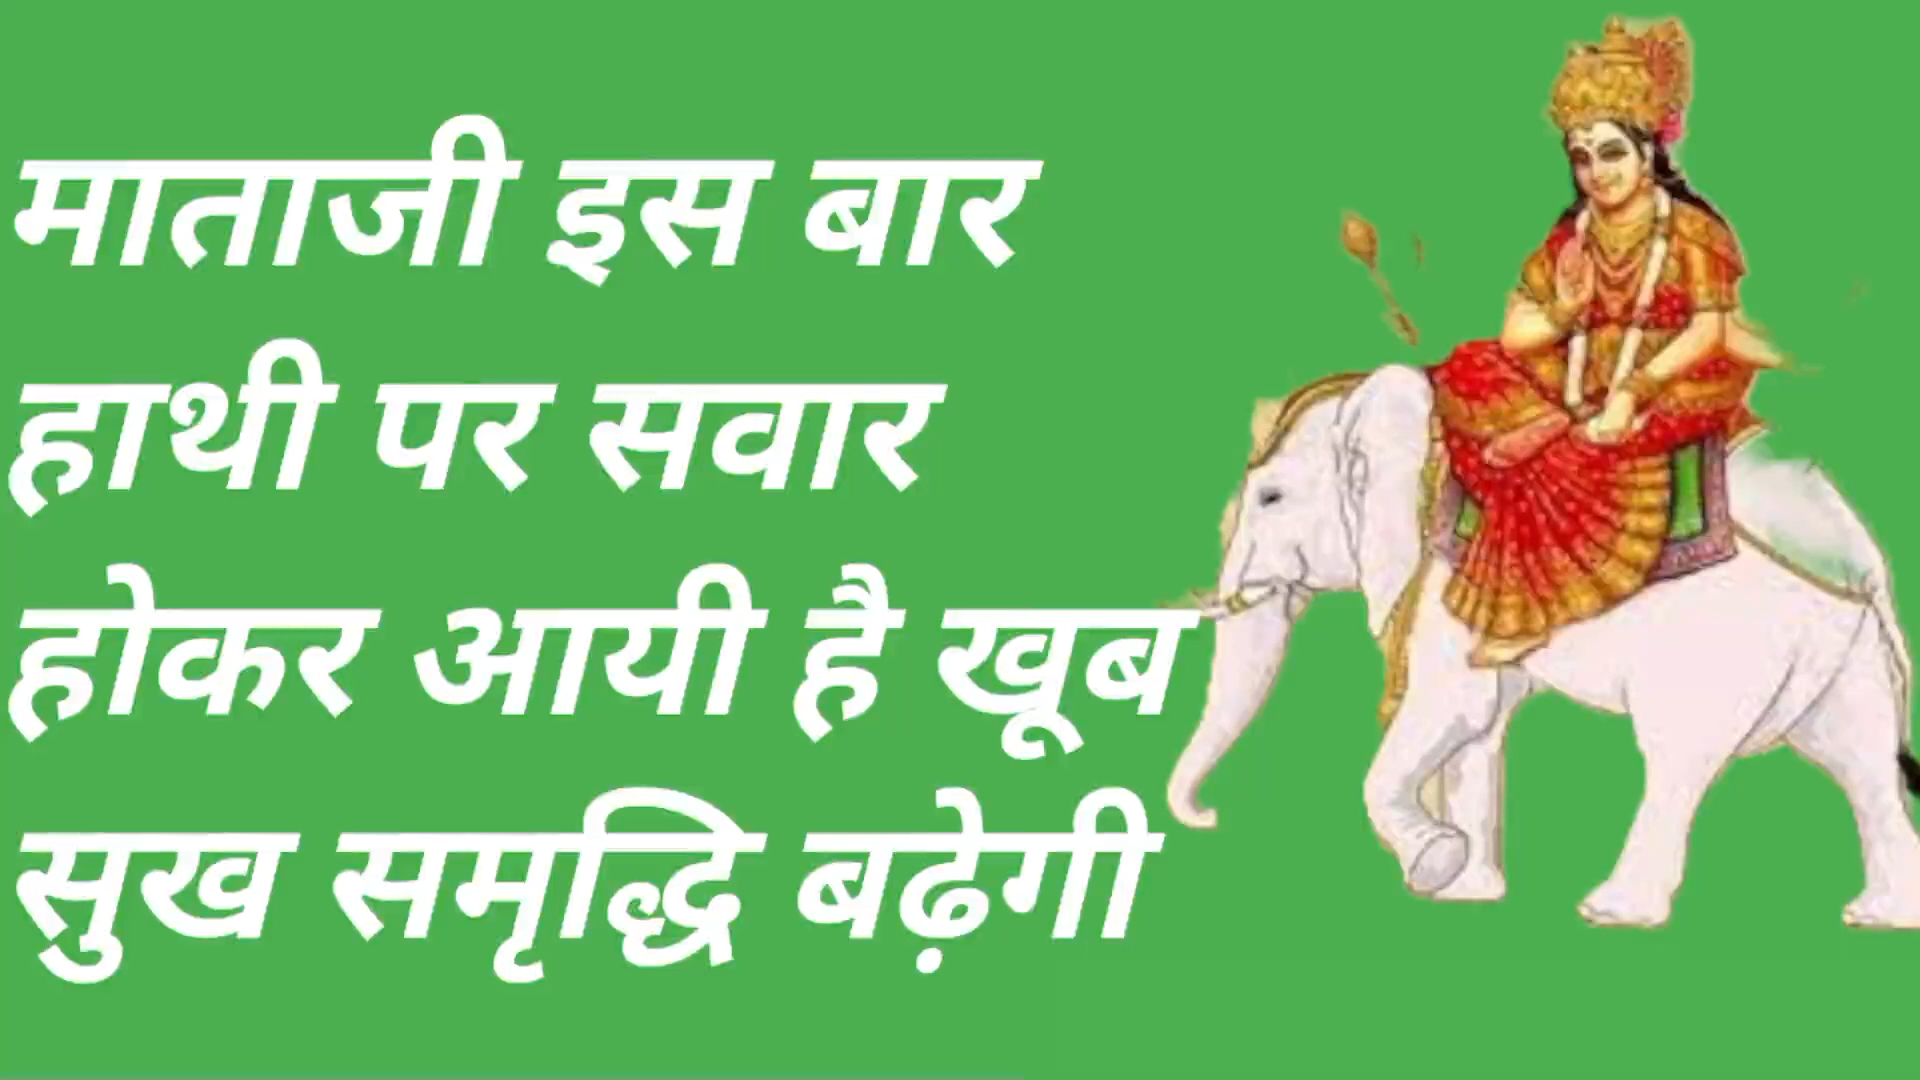 माताजी इस बार
हाथी पर सवार
होकर आयी है खूब
सुख समृद्धि बढ़ेगी